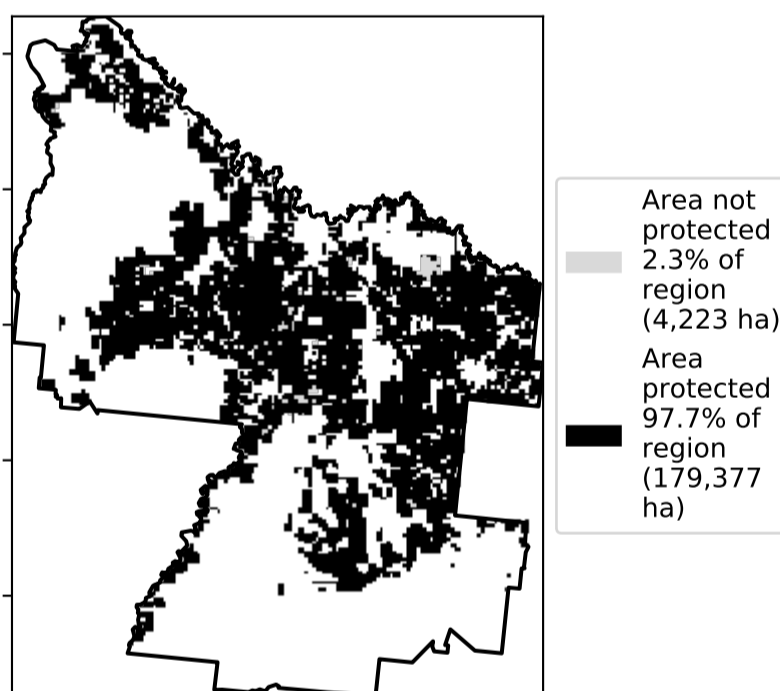 Area not
protected
2.3% of
region
(4,223 ha)
Area
protected
97.7% of
region
(179,377
ha)